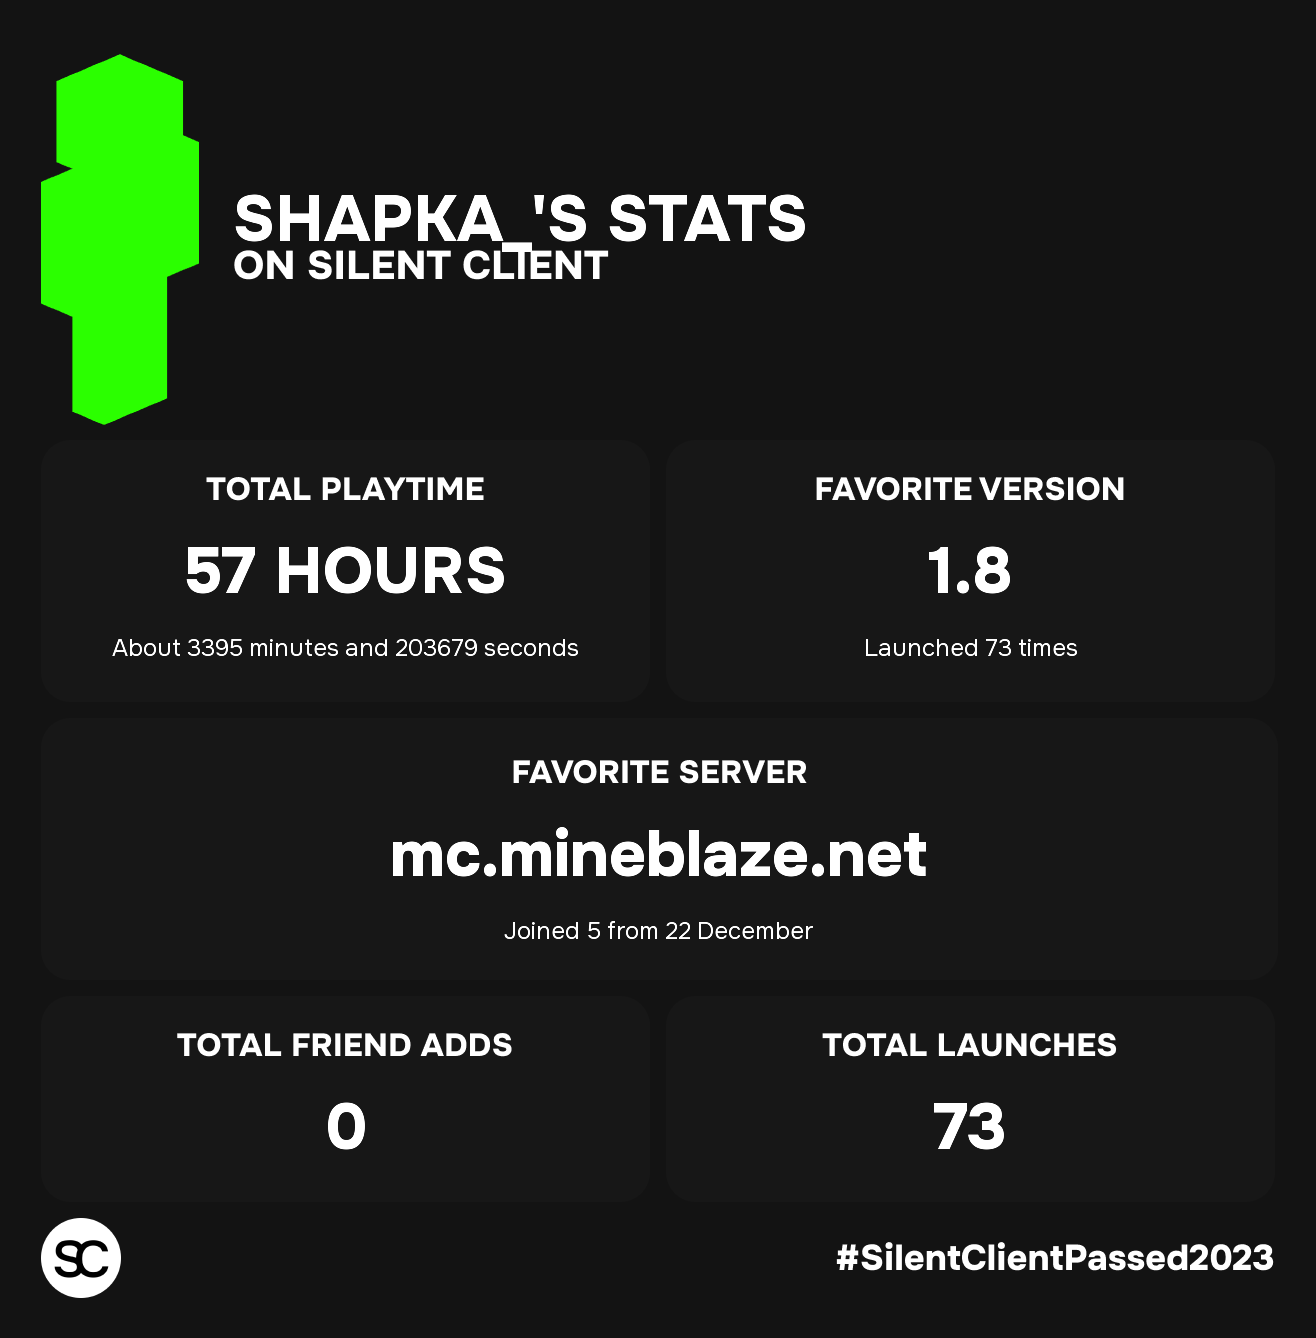 SHAPKA_'S STATS
ON SILENT CLIENT
TOTAL PLAYTIME
57 HOURS
About 3395 minutes and 203679 seconds
FAVORITE VERSION
1.8
Launched 73 times
FAVORITE SERVER
mc.mineblaze.net
Joined 5 from 22 December
TOTAL FRIEND ADDS
0
TOTAL LAUNCHES
73
SC
#SilentClientPassed2023